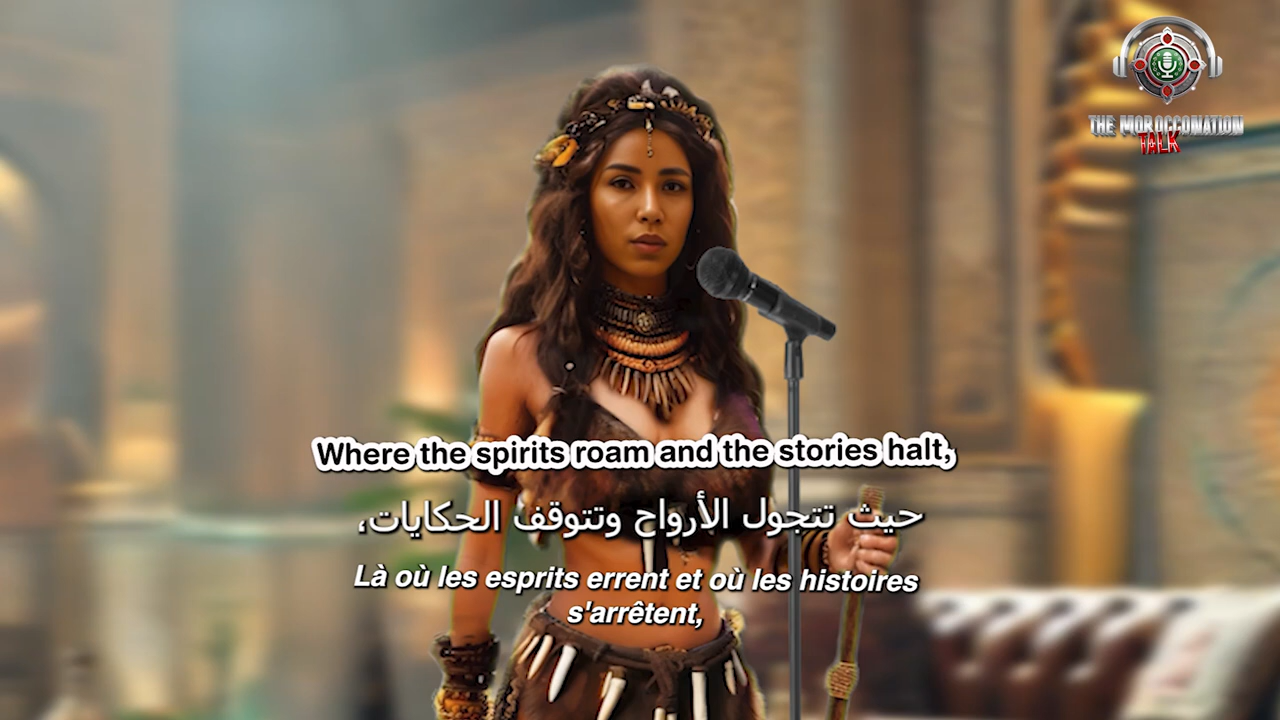 THE MOROCCONATION
TALK
Where the spirits roam and the stories halt,
حيث تتجول الأرواح وتتوقف الحكايات،
Là où les esprits errent et où les histoires
s'arrêtent,